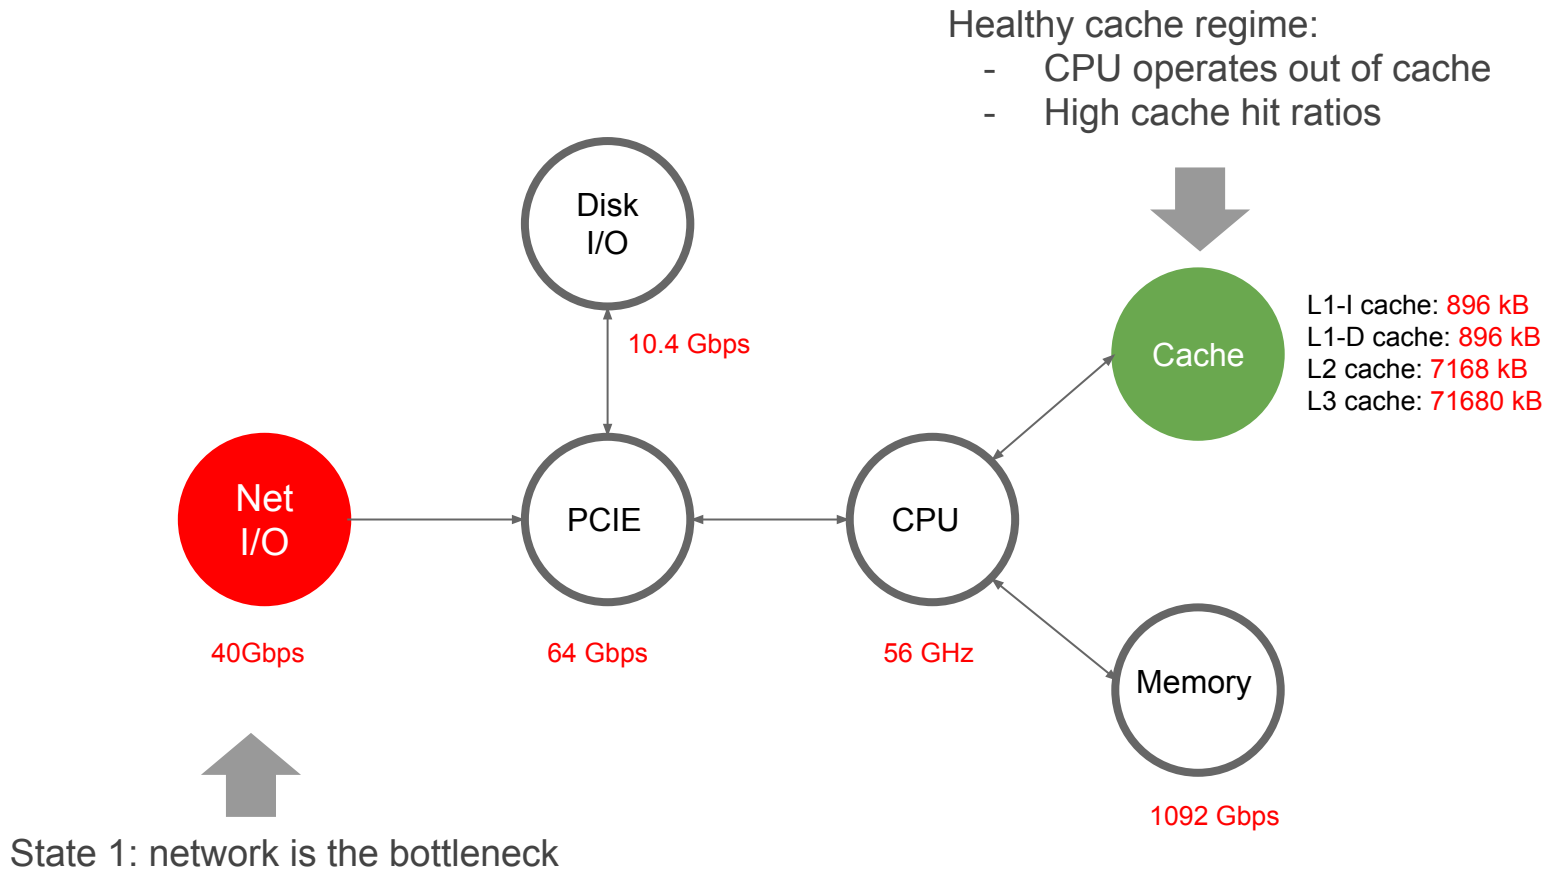 Healthy cache regime:
- CPU operates out of cache
- High cache hit ratios
Disk
I/O
10.4 Gbps
Cache
L1-I cache: 896 kB
L1-D cache: 896 kB
L2 cache: 7168 kB
L3 cache: 71680 kB
Net
I/O
PCIE
CPU
40Gbps
64 Gbps
56 GHz
Memory
1092 Gbps
State 1: network is the bottleneck